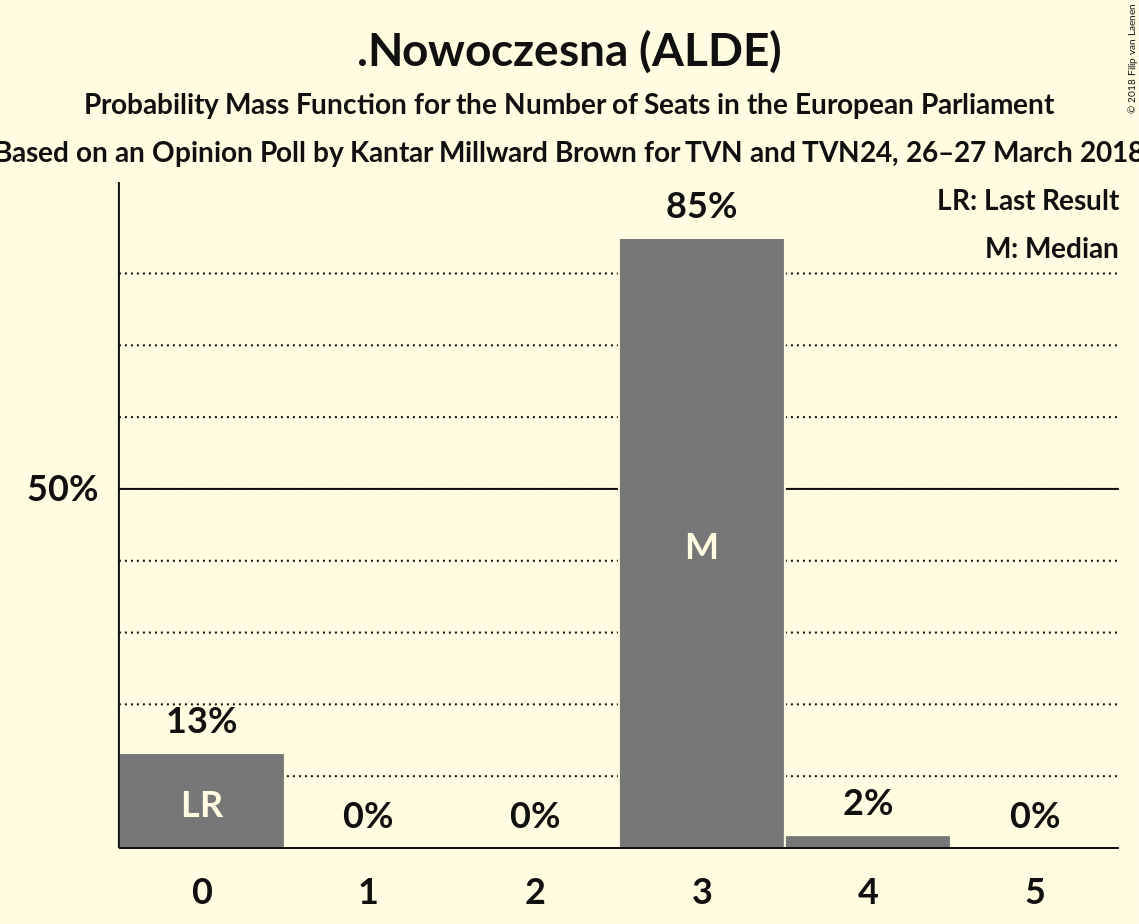 .Nowoczesna (ALDE)
Probability Mass Function for the Number of Seats in the European Parliament
Based on an Opinion Poll by Kantar Millward Brown for TVN and TVN24, 26–27 March 2018
© 2018 Filip van Laenen
LR: Last Result
M: Median
85%
50%
M
13%
LR
0%
0%
2%
0%
0
1
2
3
4
5